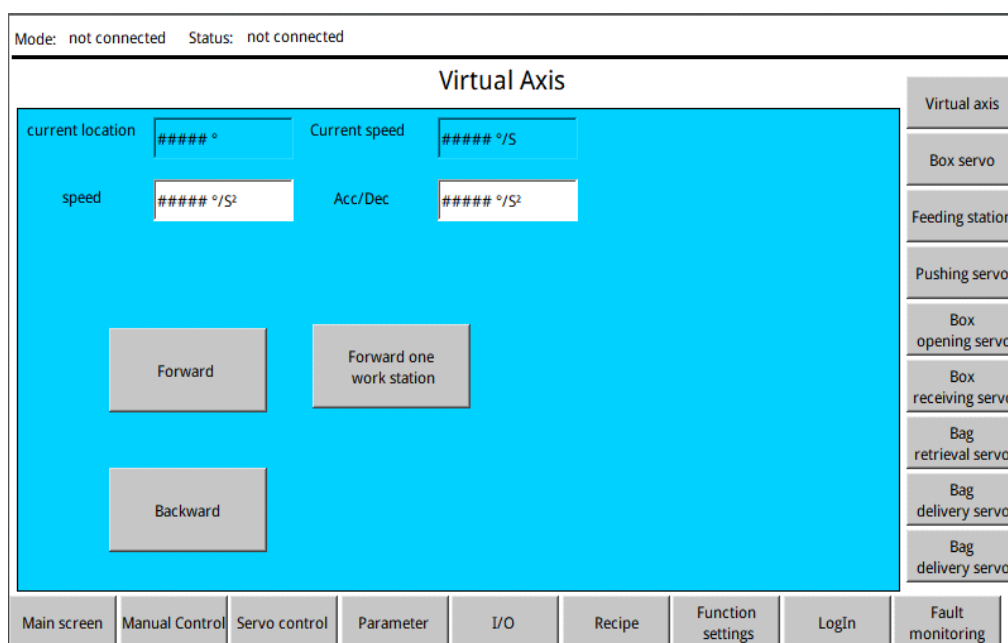 Mode: not connected Status: not connected
Virtual Axis
current location ##### ° Current speed ##### °/S
speed ##### °/S² Acc/Dec ##### °/S²
Forward
Forward one
work station
Backward
Virtual axis
Box servo
Feeding station
Pushing servo
Box
opening servo
Box
receiving servo
Bag
retrieval servo
Bag
delivery servo
Bag
delivery servo
Main screen
Manual Control
Servo control
Parameter
I/O
Recipe
Function
settings
LogIn
Fault
monitoring